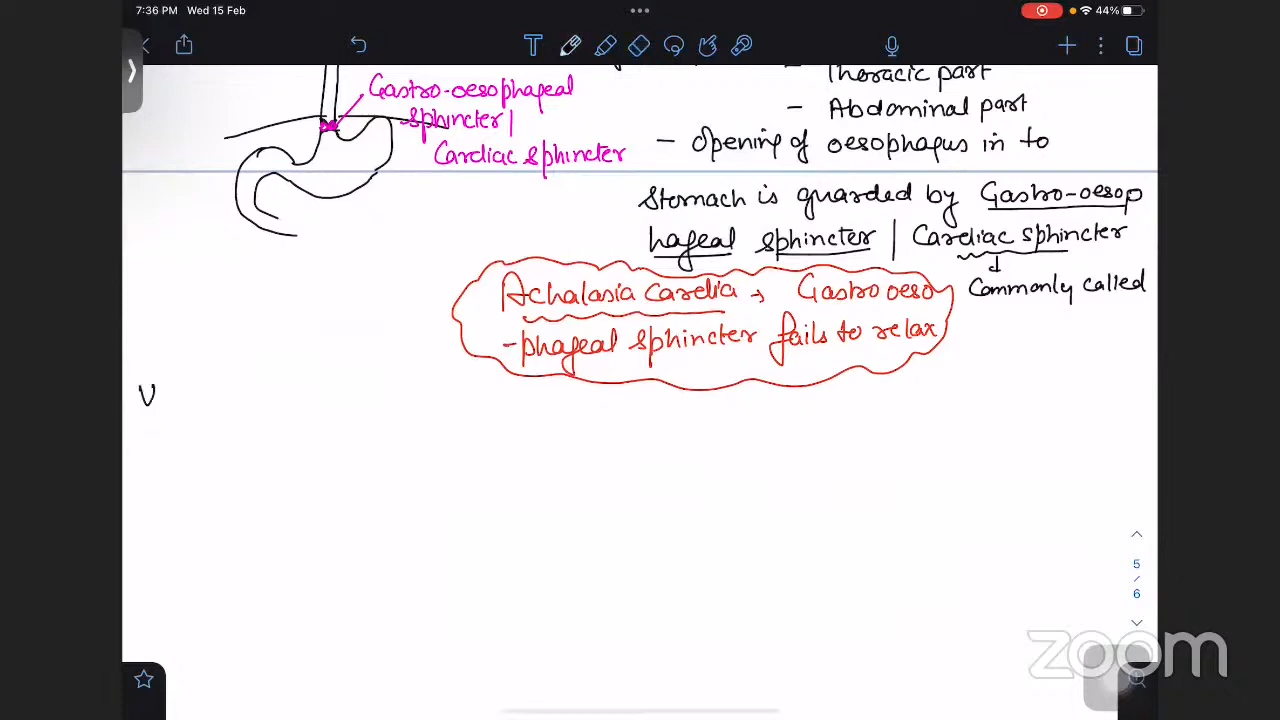 7:36 PM Wed 15 Feb
44%
Thoracic part
Gastro-oesophageal
sphincter |
Cardiac sphincter
- Abdominal part
- Opening of oesophagus in to
Stomach is guarded by Gastro-oesop
hageal sphincter | Cardiac sphincter
Commonly called
Achalasia cardia → Gastro oeso
-phageal sphincter fails to relax
V
5
/
6
zoom